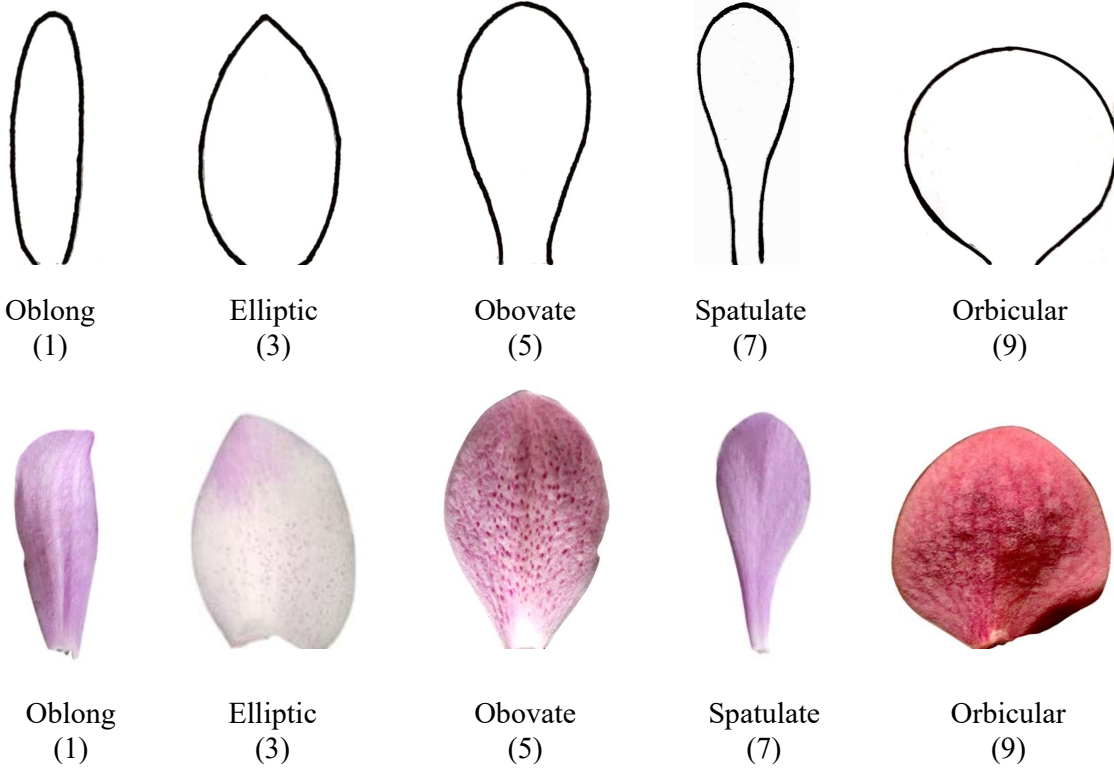 Oblong Elliptic Obovate Spatulate Orbicular
(1) (3) (5) (7) (9)
Oblong Elliptic Obovate Spatulate Orbicular
(1) (3) (5) (7) (9)